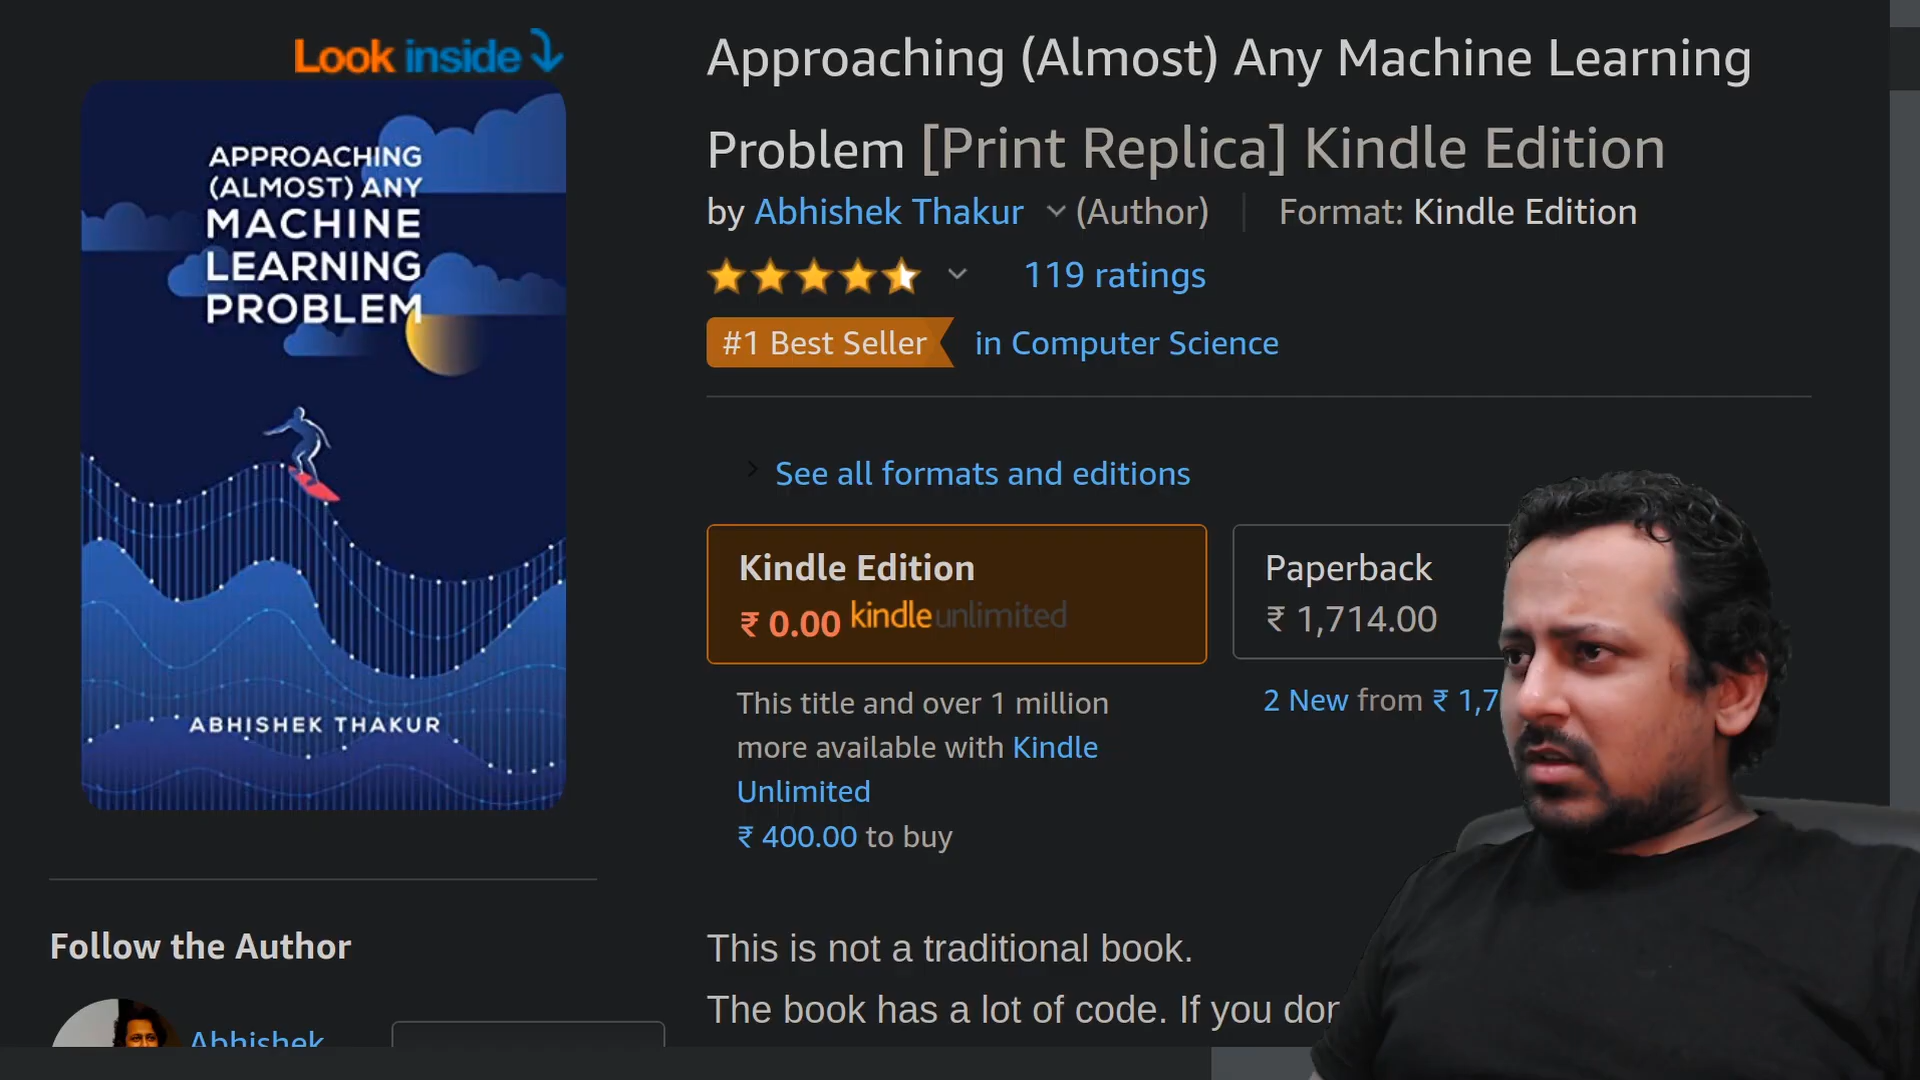 Look inside
APPROACHING
(ALMOST) ANY
MACHINE
LEARNING
PROBLEM
ABHISHEK THAKUR
Follow the Author
Abhishek
Approaching (Almost) Any Machine Learning
Problem [Print Replica] Kindle Edition
by Abhishek Thakur (Author) Format: Kindle Edition
119 ratings
#1 Best Seller in Computer Science
See all formats and editions
Kindle Edition
₹ 0.00 kindleunlimited
This title and over 1 million
more available with Kindle
Unlimited
₹ 400.00 to buy
Paperback
₹ 1,714.00
2 New from ₹ 1,7
This is not a traditional book.
The book has a lot of code. If you don